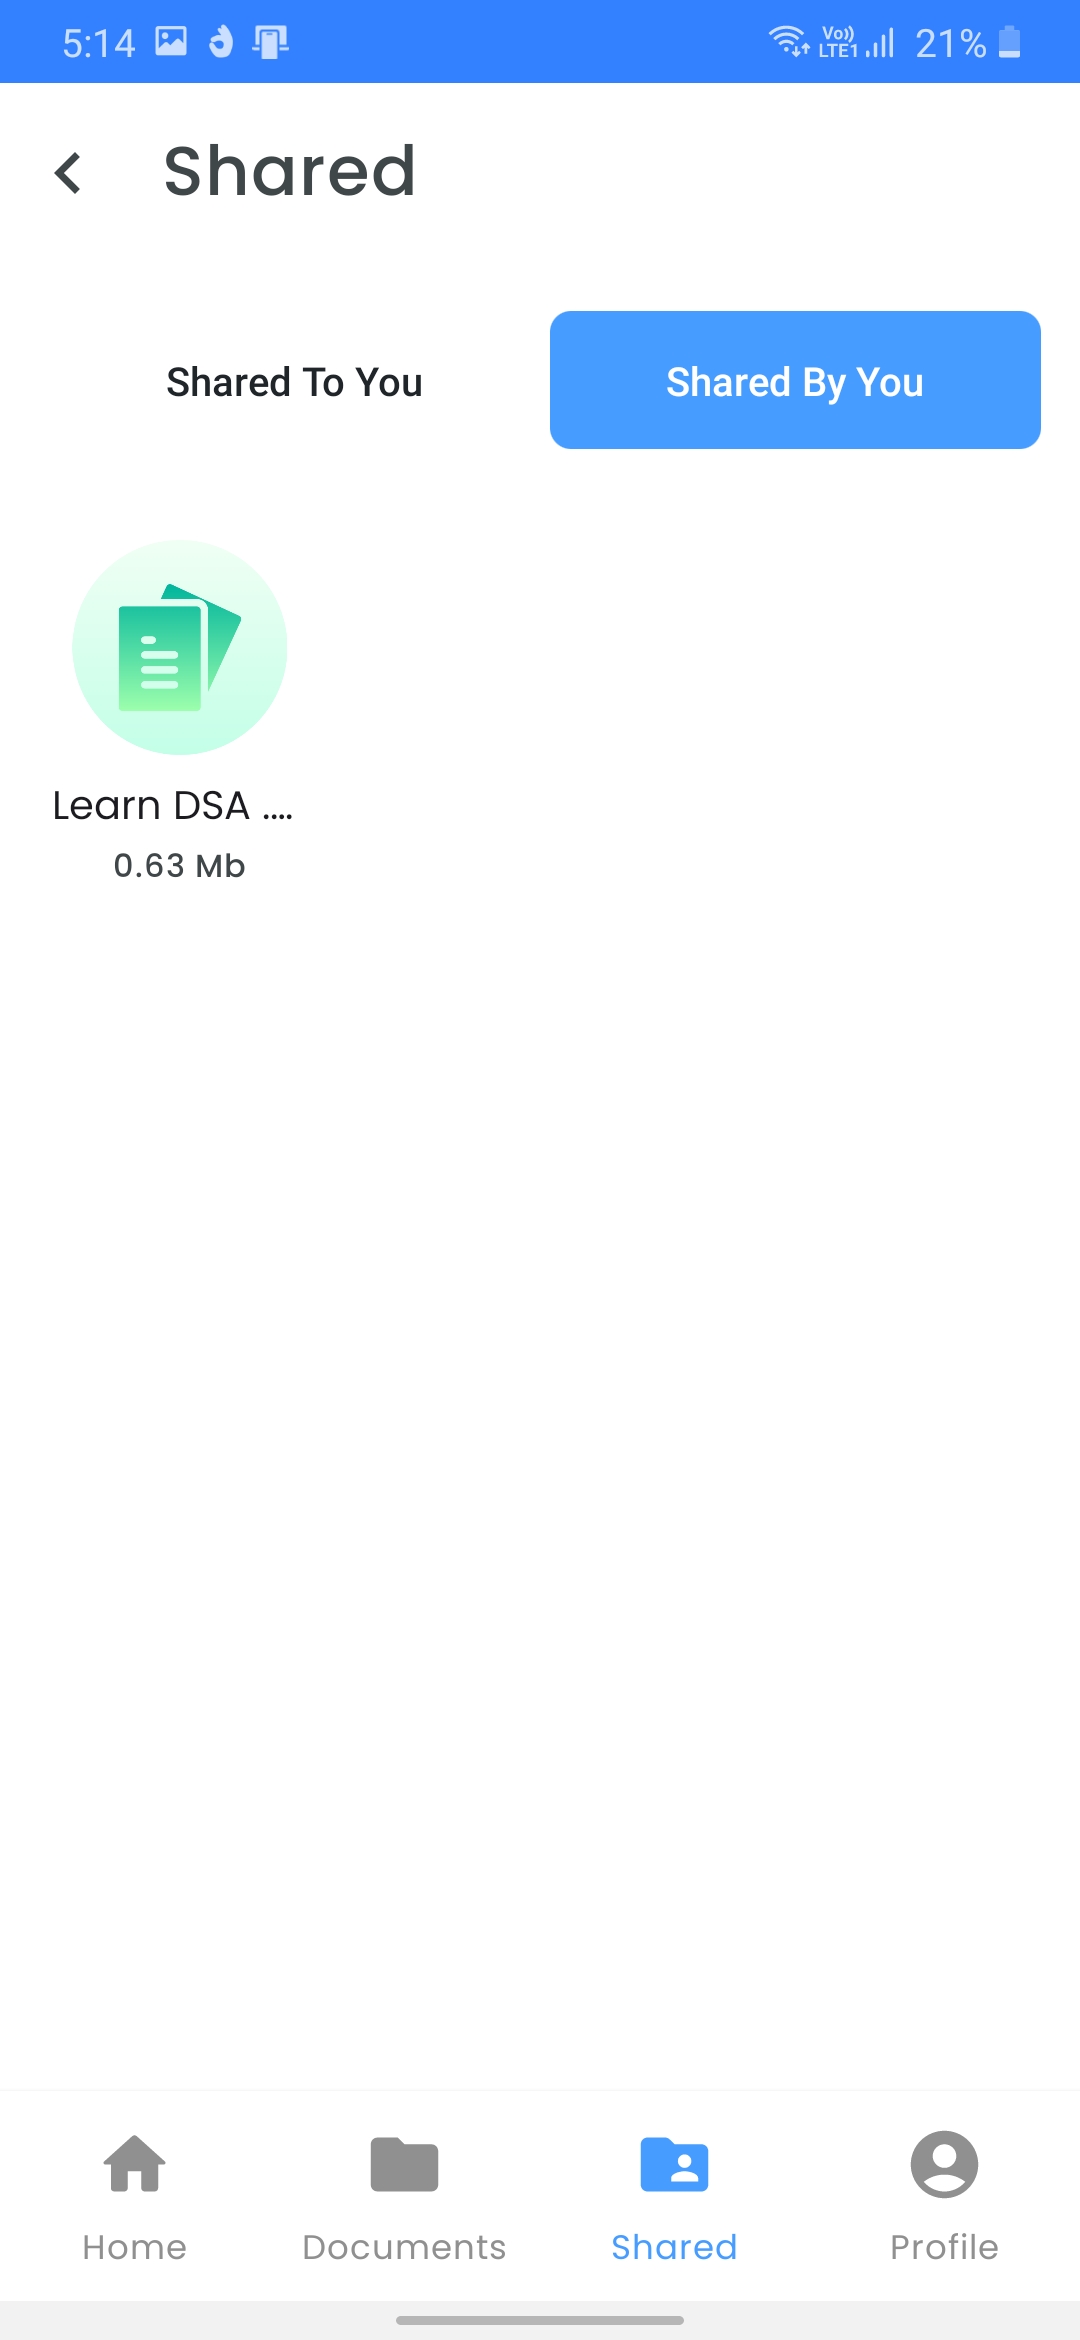 5:14 Vo)) LTE1 21%
Shared
Shared To You Shared By You
Learn DSA ....
0.63 Mb
Home Documents Shared Profile